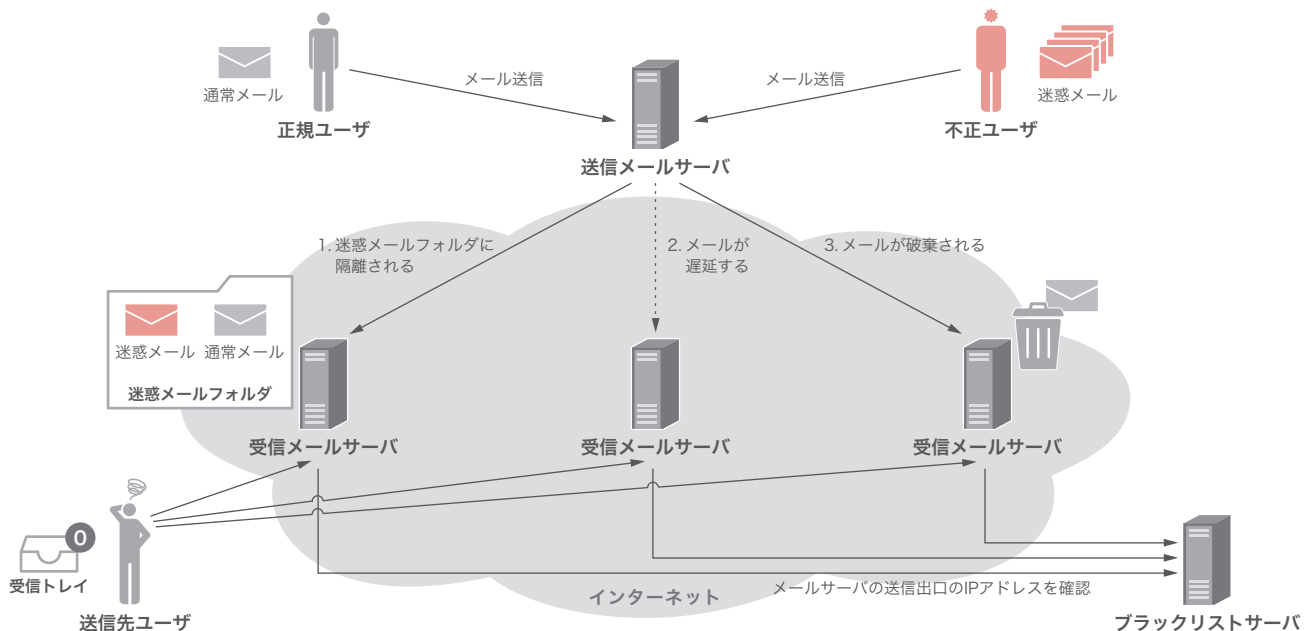 通常メール
正規ユーザ
メール送信
メール送信
迷惑メール
不正ユーザ
送信メールサーバ
1. 迷惑メールフォルダに
隔離される
2. メールが
遅延する
3. メールが破棄される
迷惑メール
通常メール
迷惑メールフォルダ
受信メールサーバ
受信メールサーバ
受信メールサーバ
0
受信トレイ
送信先ユーザ
インターネット
メールサーバの送信出口のIPアドレスを確認
ブラックリストサーバ